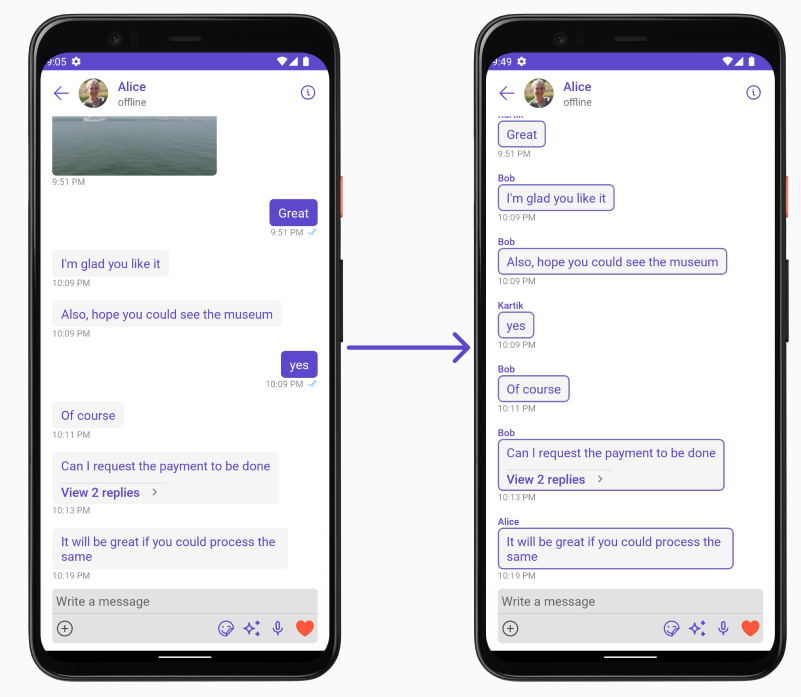 9:05
Alice
offline
9:51 PM
Great
9:51 PM
I'm glad you like it
10:09 PM
Also, hope you could see the museum
10:09 PM
yes
10:09 PM
Of course
10:11 PM
Can I request the payment to be done
View 2 replies
10:13 PM
It will be great if you could process the
same
10:19 PM
Write a message
9:49
Alice
offline
Kartik
Great
9:51 PM
Bob
I'm glad you like it
10:09 PM
Bob
Also, hope you could see the museum
10:09 PM
Kartik
yes
10:09 PM
Bob
Of course
10:11 PM
Bob
Can I request the payment to be done
View 2 replies
10:13 PM
Alice
It will be great if you could process the
same
10:19 PM
Write a message